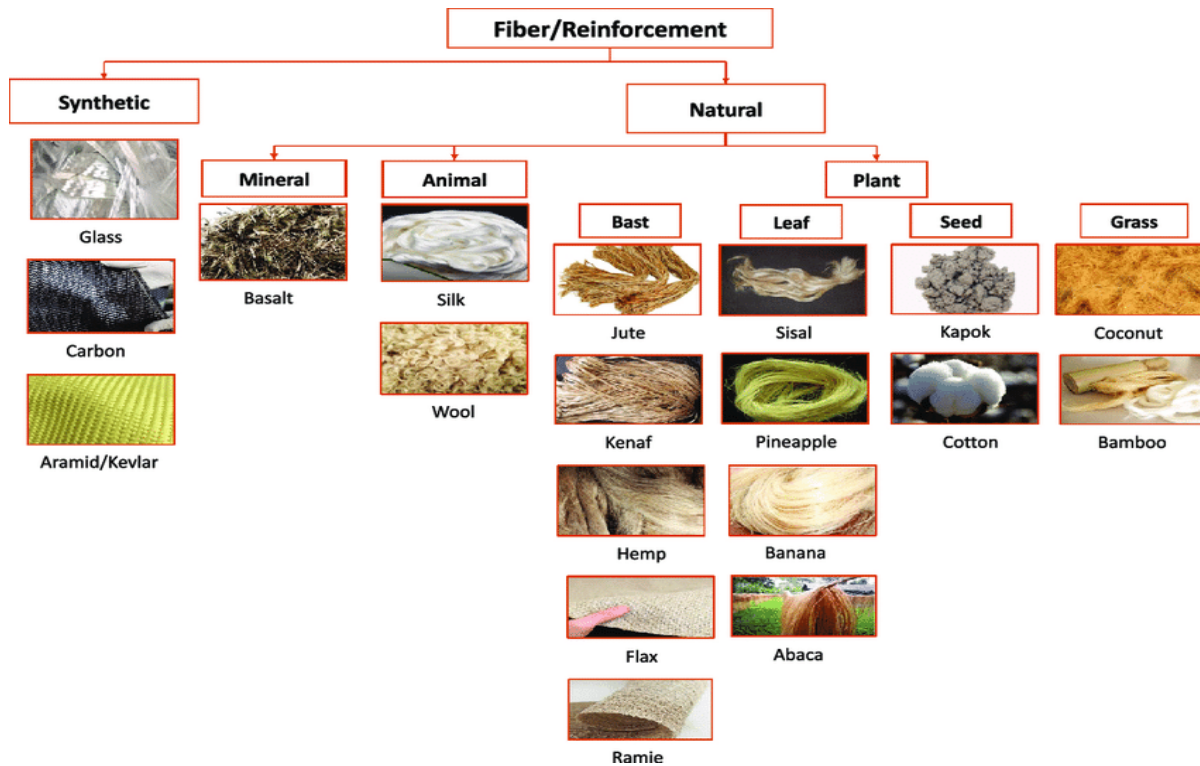 Fiber/Reinforcement
Synthetic
Natural
Mineral
Animal
Plant
Bast
Leaf
Seed
Grass
Glass
Basalt
Silk
Jute
Sisal
Kapok
Coconut
Carbon
Wool
Kenaf
Pineapple
Cotton
Bamboo
Aramid/Kevlar
Hemp
Banana
Flax
Abaca
Ramie